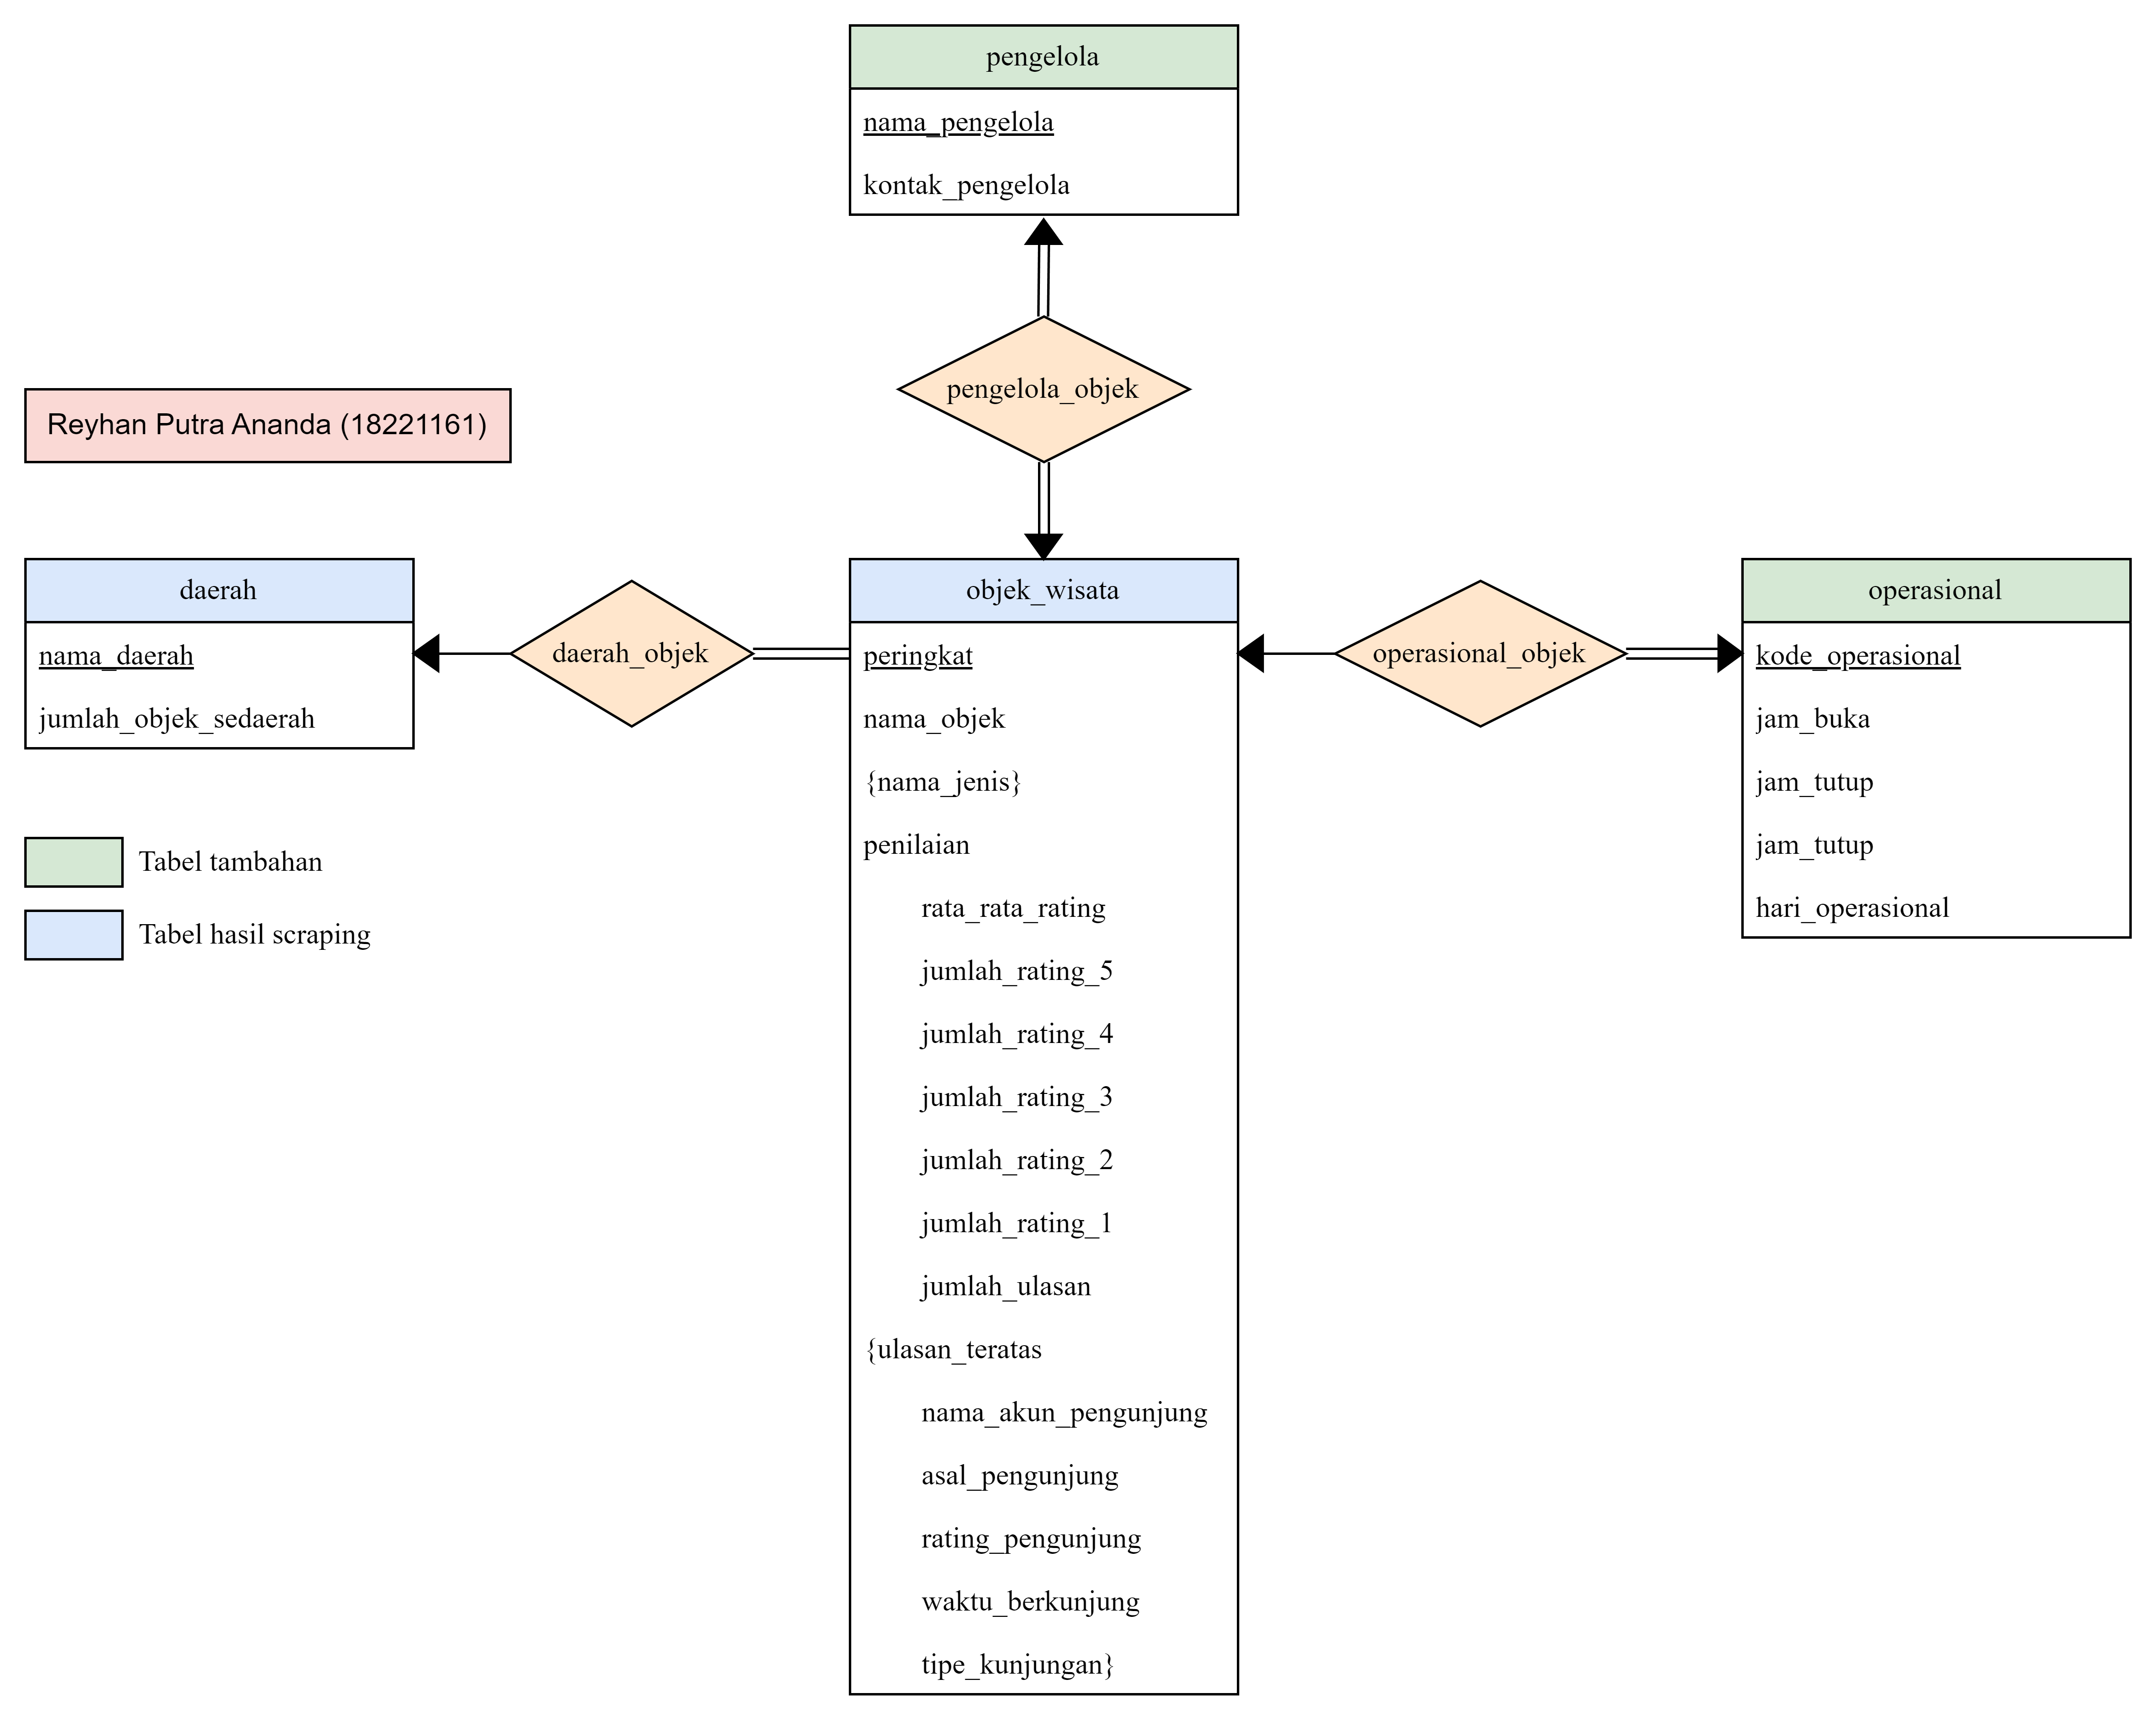 pengelola
nama_pengelola
kontak_pengelola
pengelola_objek
Reyhan Putra Ananda (18221161)
daerah
nama_daerah
jumlah_objek_sedaerah
daerah_objek
objek_wisata
peringkat
nama_objek
{nama_jenis}
penilaian
rata_rata_rating
jumlah_rating_5
jumlah_rating_4
jumlah_rating_3
jumlah_rating_2
jumlah_rating_1
jumlah_ulasan
{ulasan_teratas
nama_akun_pengunjung
asal_pengunjung
rating_pengunjung
waktu_berkunjung
tipe_kunjungan}
operasional_objek
operasional
kode_operasional
jam_buka
jam_tutup
jam_tutup
hari_operasional
Tabel tambahan
Tabel hasil scraping